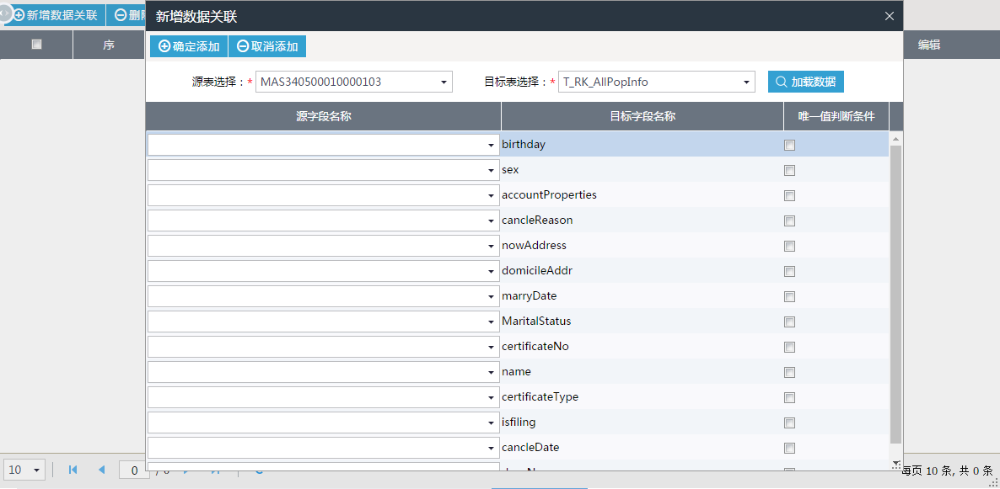 新增数据关联 删
新增数据关联
确定添加 取消添加
序 编辑
源表选择：* MAS340500010000103 目标表选择：* T_RK_AllPopInfo 加载数据
源字段名称 目标字段名称 唯一值判断条件
birthday
sex
accountProperties
cancleReason
nowAddress
domicileAddr
marryDate
MaritalStatus
certificateNo
name
certificateType
isfiling
cancleDate
10 0 每页 10 条, 共 0 条